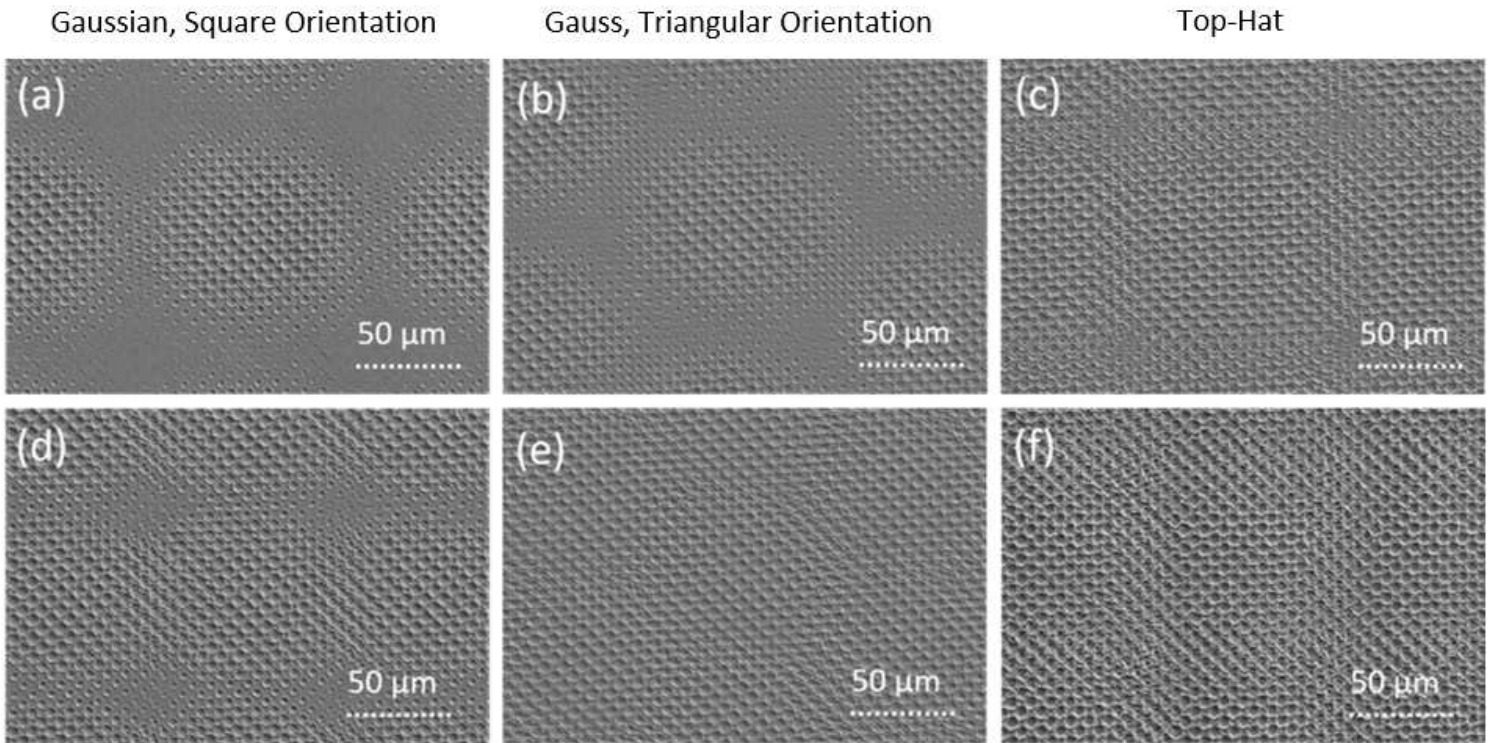 Gaussian, Square Orientation
Gauss, Triangular Orientation
Top-Hat
(a)
(b)
(c)
50 µm
50 µm
50 µm
(d)
(e)
(f)
50 µm
50 µm
50 µm